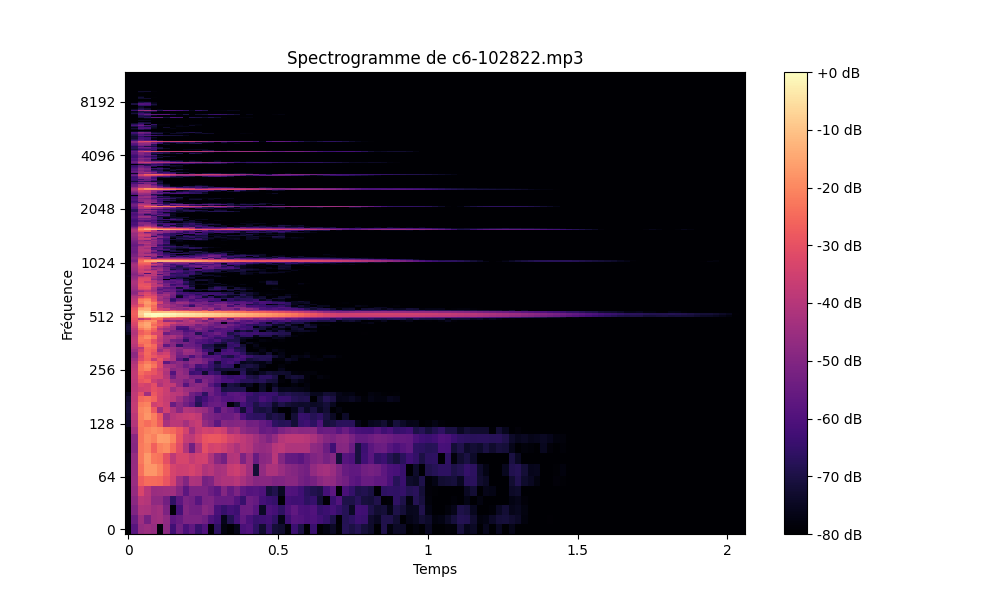 Spectrogramme de c6-102822.mp3
Fréquence
8192
4096
2048
1024
512
256
128
64
0
0 0.5 1 1.5 2
Temps
+0 dB
-10 dB
-20 dB
-30 dB
-40 dB
-50 dB
-60 dB
-70 dB
-80 dB